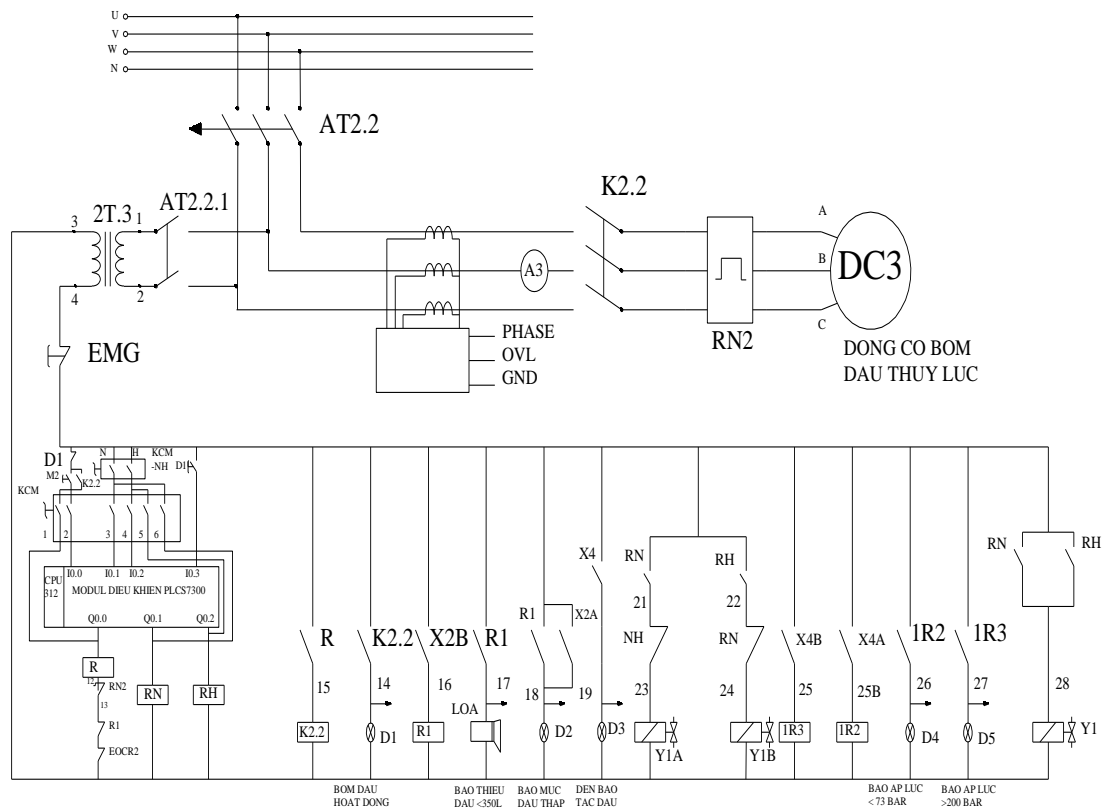 U
V
W
N
AT2.2
K2.2
2T.3
AT2.2.1
3
1
4
2
A
B
C
A3
DC3
RN2
PHASE
OVL
GND
DONG CO BOM
DAU THUY LUC
EMG
D1
N
H
KCM
-NH
D1
M2
K2.2
KCM
1
2
3
4
5
6
I0.0
I0.1
I0.2
I0.3
CPU
312
MODUL DIEU KHIEN PLCS7300
Q0.0
Q0.1
Q0.2
R
12
RN2
13
R1
EOCR2
RN
RH
R
15
K2.2
K2.2
14
D1
X2B
16
R1
R1
17
LOA
R1
X2A
18
D2
X4
19
D3
RN
21
NH
23
Y1A
RH
22
RN
24
Y1B
X4B
25
1R3
X4A
25B
1R2
1R2
26
D4
1R3
27
D5
RN
RH
28
Y1
BOM DAU
HOAT DONG
BAO THIEU
DAU <350L
BAO MUC
DAU THAP
DEN BAO
TAC DAU
BAO AP LUC
< 73 BAR
BAO AP LUC
>200 BAR